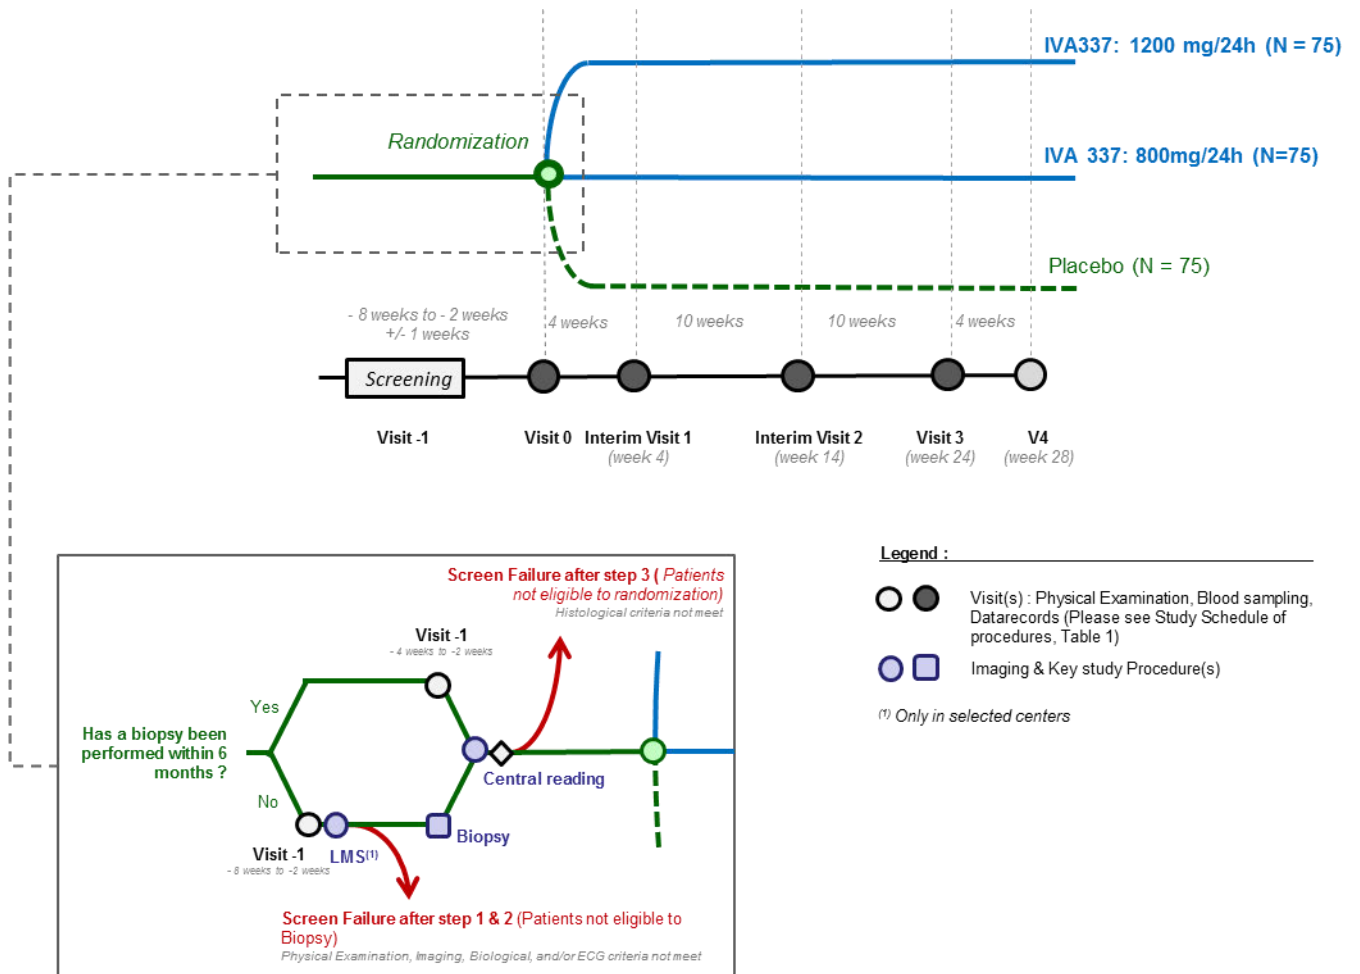 IVA337: 1200 mg/24h (N = 75)
Randomization
IVA 337: 800mg/24h (N=75)
Placebo (N = 75)
- 8 weeks to - 2 weeks
+/- 1 weeks
4 weeks
10 weeks
10 weeks
4 weeks
Screening
Visit -1
Visit 0
Interim Visit 1
(week 4)
Interim Visit 2
(week 14)
Visit 3
(week 24)
V4
(week 28)
Screen Failure after step 3 ( Patients
not eligible to randomization)
Histological criteria not meet
Visit -1
- 4 weeks to -2 weeks
Yes
Has a biopsy been
performed within 6
months ?
No
Central reading
Visit -1
- 8 weeks to -2 weeks
LMS(1)
Biopsy
Screen Failure after step 1 & 2 (Patients not eligible to
Biopsy)
Physical Examination, Imaging, Biological, and/or ECG criteria not meet
Legend :
Visit(s) : Physical Examination, Blood sampling,
Datarecords (Please see Study Schedule of
procedures, Table 1)
Imaging & Key study Procedure(s)
(1) Only in selected centers